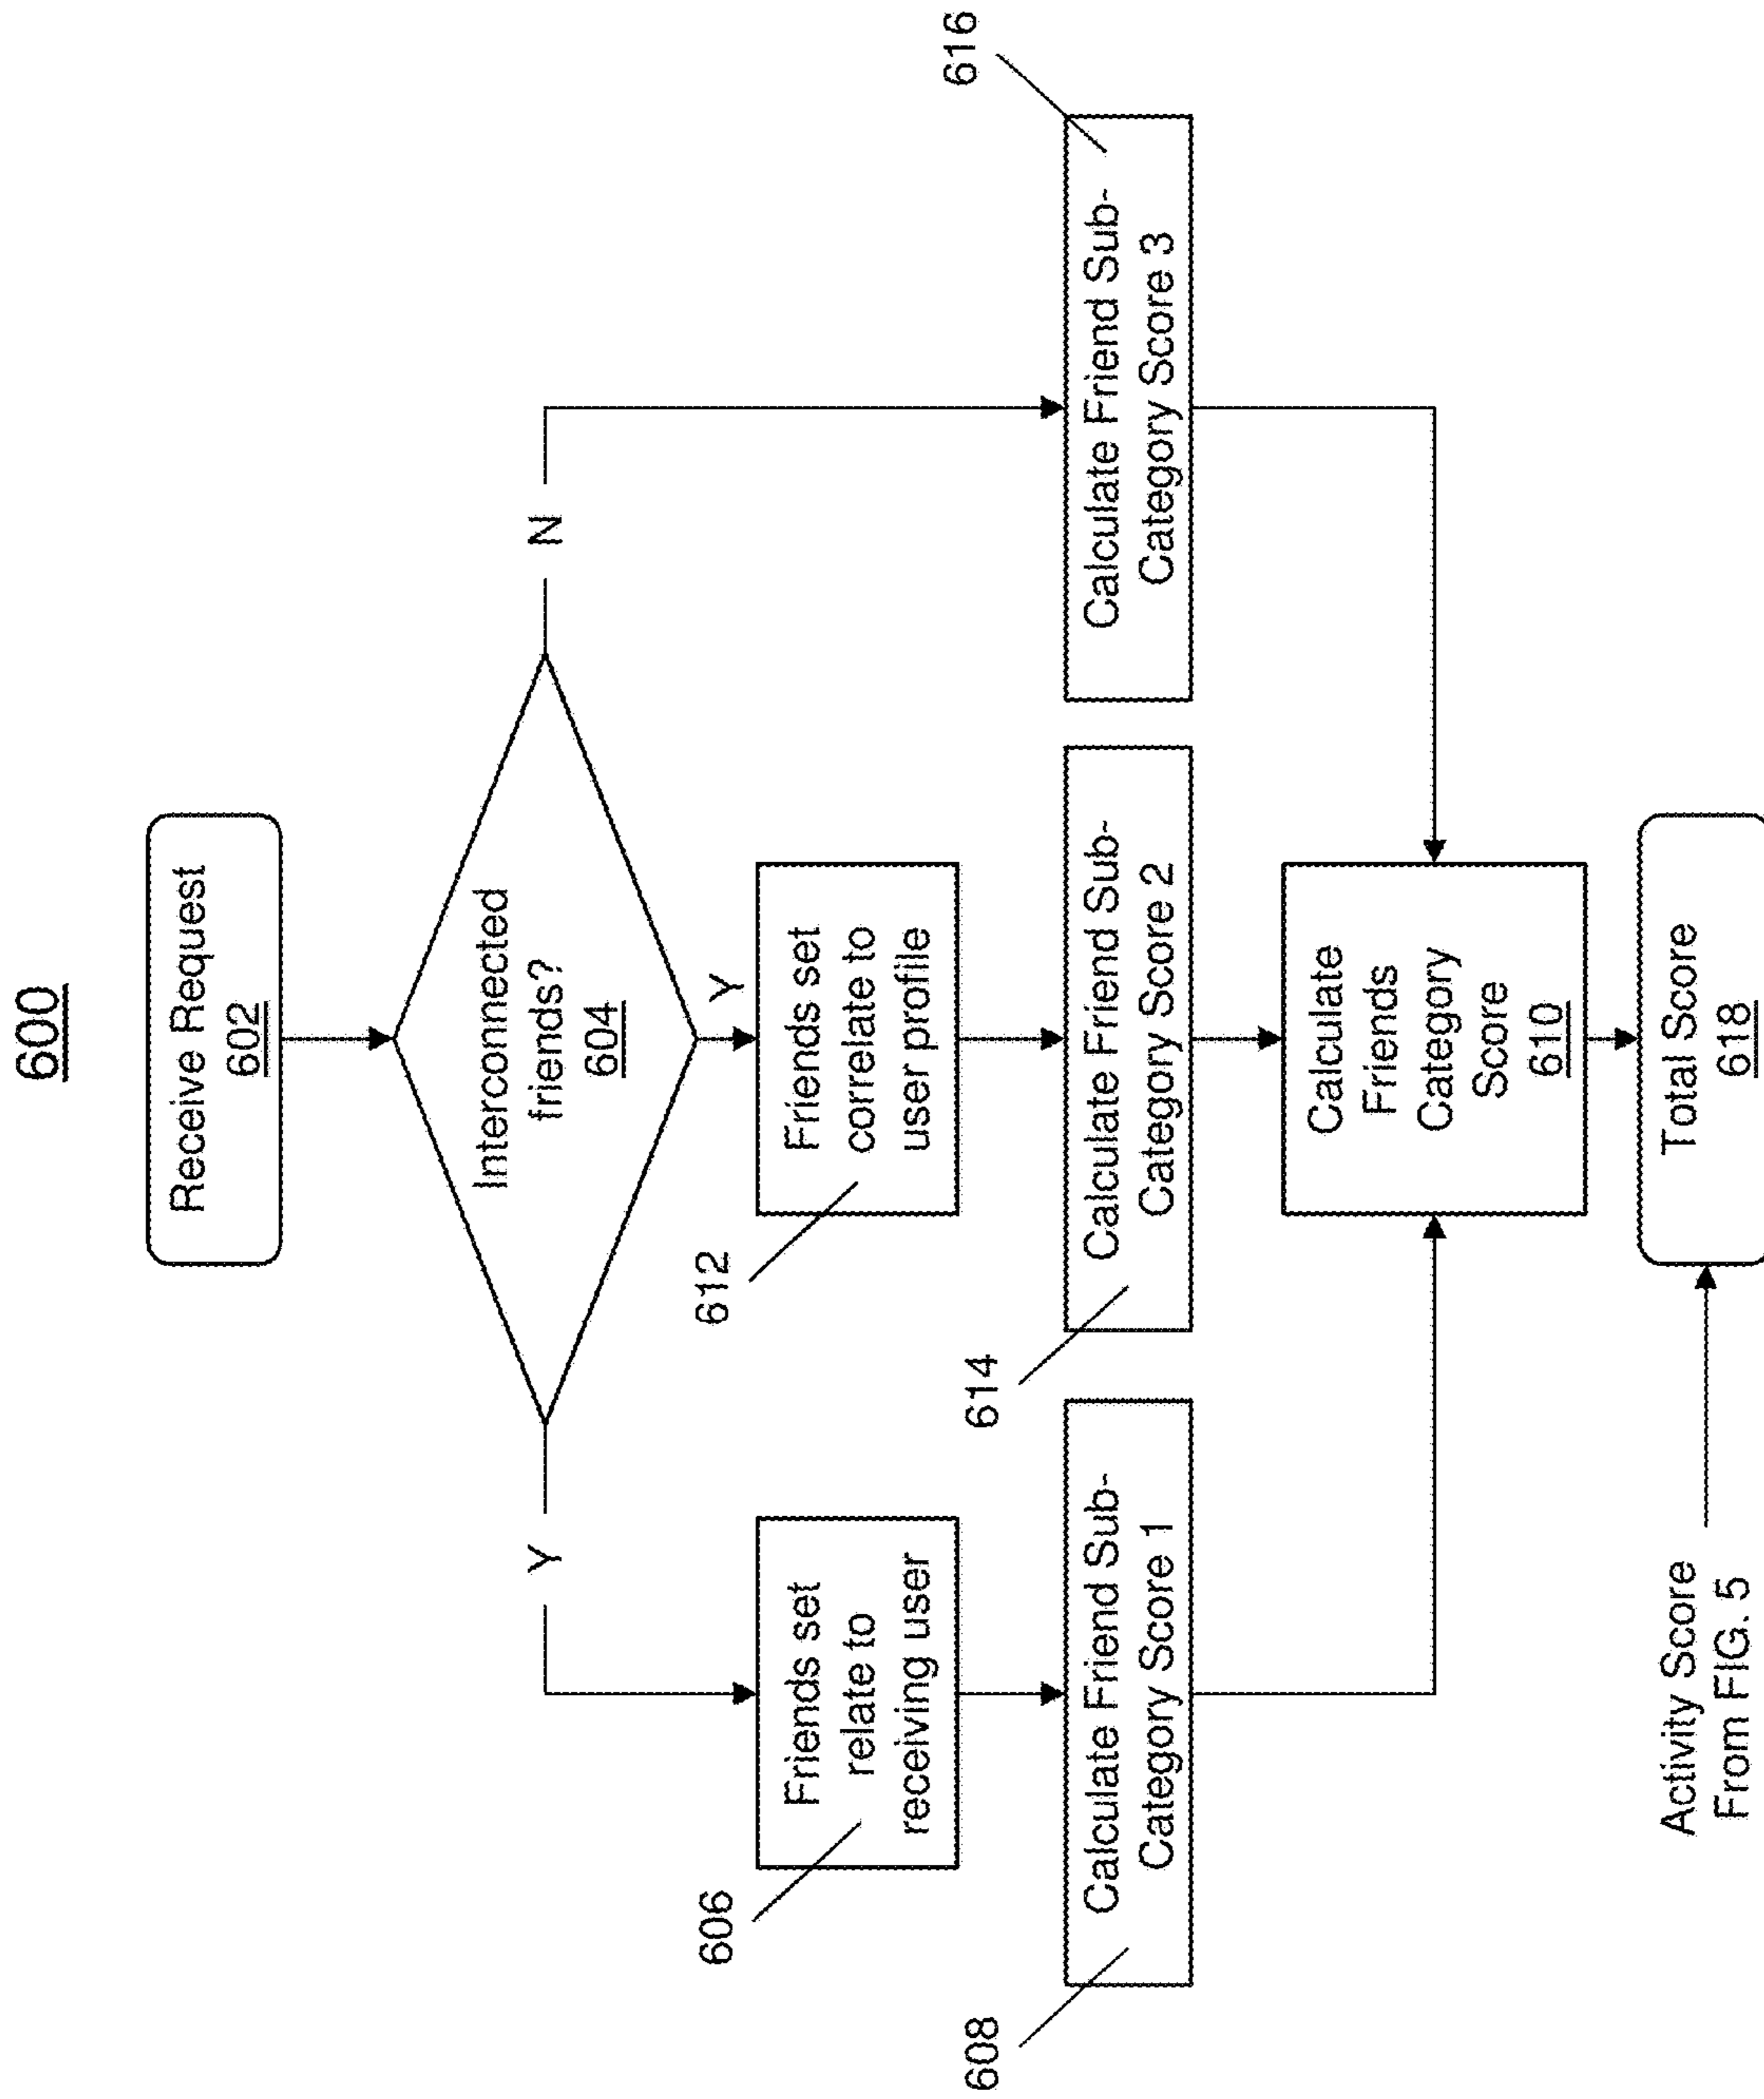 600
Receive Request
602
Interconnected
friends?
604
Y
Y
N
606
Friends set
relate to
receiving user
612
Friends set
correlate to
user profile
608
Calculate Friend Sub-
Category Score 1
614
Calculate Friend Sub-
Category Score 2
616
Calculate Friend Sub-
Category Score 3
Calculate
Friends
Category
Score
610
Activity Score
From FIG. 5
Total Score
618